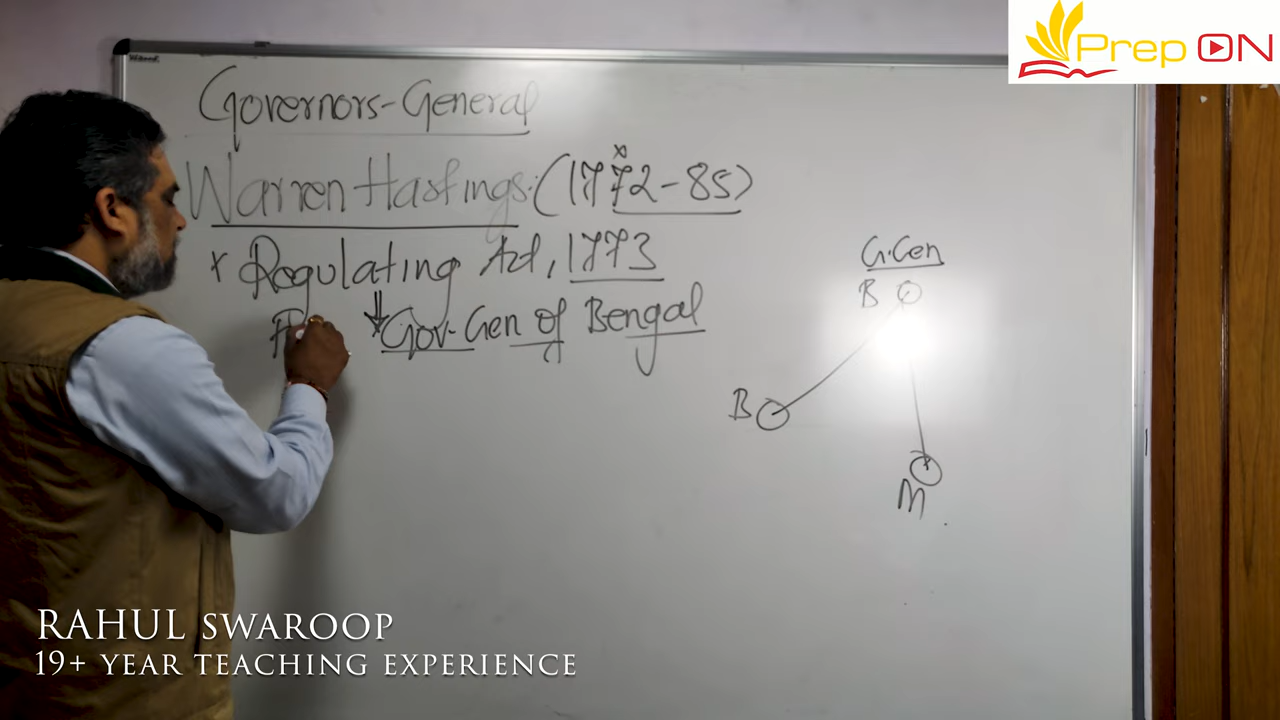 Prep ON
Governors-General
Warren Hastings (1772-85)
x Regulating Act, 1773
Gov-Gen of Bengal
G.Gen
B
B
M
RAHUL SWAROOP
19+ YEAR TEACHING EXPERIENCE